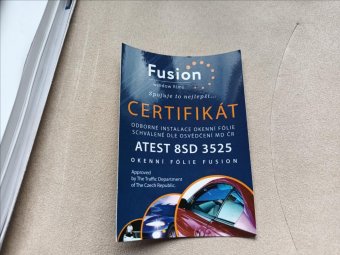 Fusion
window films
Spojuje to nejlepší...
CERTIFIKÁT
ODBORNÉ INSTALACE OKENNÍ FÓLIE
SCHVÁLENÉ DLE OSVĚDČENÍ MD ČR
ATEST 8SD 3525
OKENNÍ FÓLIE FUSION
Approved
by The Traffic Department
of The Czech Republic.